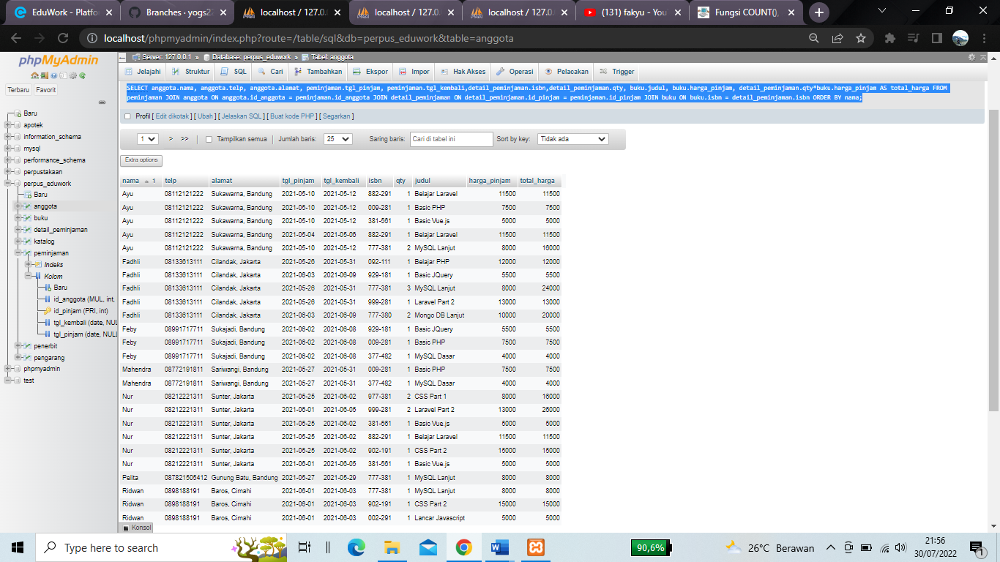 EduWork - Platfo
Branches · yogs22
localhost / 127.0.
localhost / 127.0.
localhost / 127.0.
(131) fakyu - You
Fungsi COUNT(),
localhost/phpmyadmin/index.php?route=/table/sql&db=perpus_eduwork&table=anggota
phpMyAdmin
Terbaru Favorit
Baru
apotek
information_schema
mysql
performance_schema
perpustakaan
perpus_eduwork
Baru
anggota
buku
detail_peminjaman
katalog
peminjaman
Indeks
Kolom
Baru
id_anggota (MUL, int,
id_pinjam (PRI, int)
tgl_kembali (date, NUL
tgl_pinjam (date, NULL
penerbit
pengarang
phpmyadmin
test
Server: 127.0.0.1 » Database: perpus_eduwork » Tabel: anggota
Jelajahi Struktur SQL Cari Tambahkan Ekspor Impor Hak Akses Operasi Pelacakan Trigger
SELECT anggota.nama, anggota.telp, anggota.alamat, peminjaman.tgl_pinjam, peminjaman.tgl_kembali,detail_peminjaman.isbn,detail_peminjaman.qty, buku.judul, buku.harga_pinjam, detail_peminjaman.qty*buku.harga_pinjam AS total_harga FROM
peminjaman JOIN anggota ON anggota.id_anggota = peminjaman.id_anggota JOIN detail_peminjaman ON detail_peminjaman.id_pinjam = peminjaman.id_pinjam JOIN buku ON buku.isbn = detail_peminjaman.isbn ORDER BY nama;
Profil [ Edit dikotak ] [ Ubah ] [ Jelaskan SQL ] [ Buat kode PHP ] [ Segarkan ]
1 > >> Tampilkan semua Jumlah baris: 25 Saring baris: Cari di tabel ini Sort by key: Tidak ada
Extra options
nama 1 telp alamat tgl_pinjam tgl_kembali isbn qty judul harga_pinjam total_harga
Ayu 08112121222 Sukawarna, Bandung 2021-05-10 2021-05-12 882-291 1 Belajar Laravel 11500 11500
Ayu 08112121222 Sukawarna, Bandung 2021-05-10 2021-05-12 009-281 1 Basic PHP 7500 7500
Ayu 08112121222 Sukawarna, Bandung 2021-05-10 2021-05-12 381-561 1 Basic Vue.js 5000 5000
Ayu 08112121222 Sukawarna, Bandung 2021-05-04 2021-05-06 882-291 1 Belajar Laravel 11500 11500
Ayu 08112121222 Sukawarna, Bandung 2021-05-10 2021-05-12 777-381 2 MySQL Lanjut 8000 16000
Fadhli 08133613111 Cilandak, Jakarta 2021-05-26 2021-05-31 092-111 1 Belajar PHP 12000 12000
Fadhli 08133613111 Cilandak, Jakarta 2021-06-03 2021-06-09 929-181 1 Basic JQuery 5500 5500
Fadhli 08133613111 Cilandak, Jakarta 2021-05-26 2021-05-31 777-381 3 MySQL Lanjut 8000 24000
Fadhli 08133613111 Cilandak, Jakarta 2021-05-26 2021-05-31 999-281 1 Laravel Part 2 13000 13000
Fadhli 08133613111 Cilandak, Jakarta 2021-06-03 2021-06-09 777-380 2 Mongo DB Lanjut 10000 20000
Feby 08991717711 Sukajadi, Bandung 2021-06-02 2021-06-08 929-181 1 Basic JQuery 5500 5500
Feby 08991717711 Sukajadi, Bandung 2021-06-02 2021-06-08 009-281 1 Basic PHP 7500 7500
Feby 08991717711 Sukajadi, Bandung 2021-06-02 2021-06-08 377-482 1 MySQL Dasar 4000 4000
Mahendra 08772191811 Sariwangi, Bandung 2021-05-27 2021-05-31 009-281 1 Basic PHP 7500 7500
Mahendra 08772191811 Sariwangi, Bandung 2021-05-27 2021-05-31 377-482 1 MySQL Dasar 4000 4000
Nur 08212221311 Sunter, Jakarta 2021-05-25 2021-06-02 977-381 2 CSS Part 1 8000 16000
Nur 08212221311 Sunter, Jakarta 2021-06-01 2021-06-05 999-281 2 Laravel Part 2 13000 26000
Nur 08212221311 Sunter, Jakarta 2021-05-25 2021-06-02 381-561 1 Basic Vue.js 5000 5000
Nur 08212221311 Sunter, Jakarta 2021-05-25 2021-06-02 882-291 1 Belajar Laravel 11500 11500
Nur 08212221311 Sunter, Jakarta 2021-05-25 2021-06-02 902-191 1 CSS Part 2 15000 15000
Nur 08212221311 Sunter, Jakarta 2021-06-01 2021-06-05 381-561 1 Basic Vue.js 5000 5000
Pelita 087821505412 Gunung Batu, Bandung 2021-05-27 2021-05-29 777-381 1 MySQL Lanjut 8000 8000
Ridwan 0898188191 Baros, Cimahi 2021-06-01 2021-06-03 777-381 1 MySQL Lanjut 8000 8000
Ridwan 0898188191 Baros, Cimahi 2021-06-01 2021-06-03 902-191 1 CSS Part 2 15000 15000
Ridwan 0898188191 Baros, Cimahi 2021-06-01 2021-06-03 002-291 1 Lancar Javascript 5000 5000
Konsol
Type here to search
90,6%
26°C Berawan
21:56
30/07/2022
1